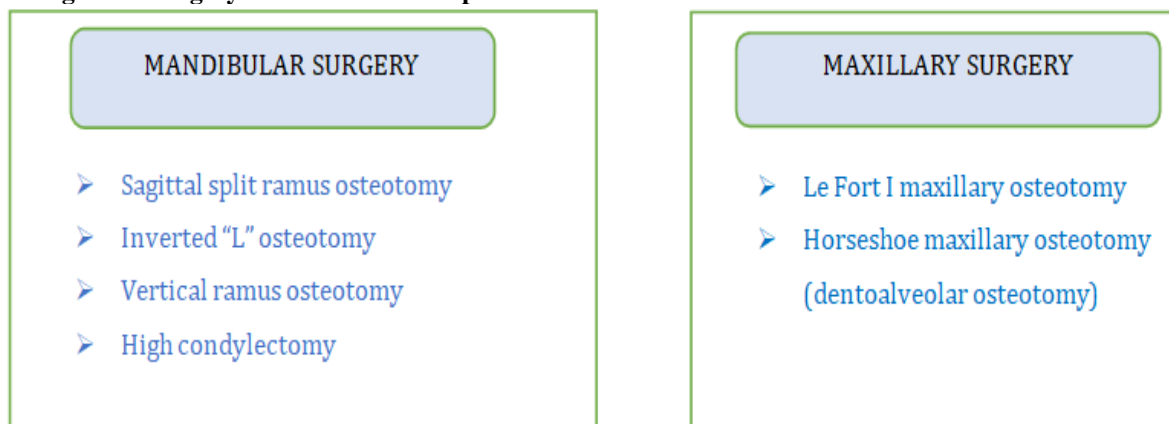 MANDIBULAR SURGERY
➢ Sagittal split ramus osteotomy
➢ Inverted “L” osteotomy
➢ Vertical ramus osteotomy
➢ High condylectomy
MAXILLARY SURGERY
➢ Le Fort I maxillary osteotomy
➢ Horseshoe maxillary osteotomy
(dentoalveolar osteotomy)